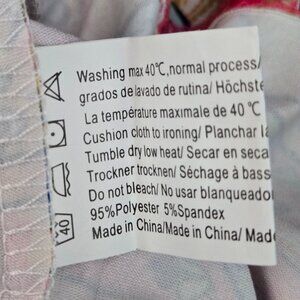 Washing max 40℃,normal process/
grados de lavado de rutina/ Höchste
La température maximale de 40 ℃
Cushion cloth to ironing/ Planchar la
Tumble dry low heat/ Secar en seca
Trockner trocknen/ Séchage à bass
Do not bleach/ No usar blanqueado
95%Polyester 5%Spandex
Made in China/Made in China/ Made in
40